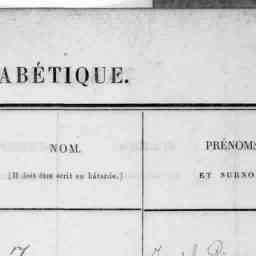 ABÉTIQUE.
NOM.
PRÉNOMS
[Il doit être écrit en bâtarde.]
ET SURNO